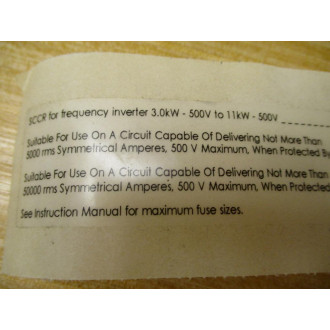 SCCR for frequency inverter 3.0kW - 500V to 11kW - 500V
Suitable For Use On A Circuit Capable Of Delivering Not More Than
5000 rms Symmetrical Amperes, 500 V Maximum, When Protected By
Suitable For Use On A Circuit Capable Of Delivering Not More Than
50000 rms Symmetrical Amperes, 500 V Maximum, When Protected
See Instruction Manual for maximum fuse sizes.